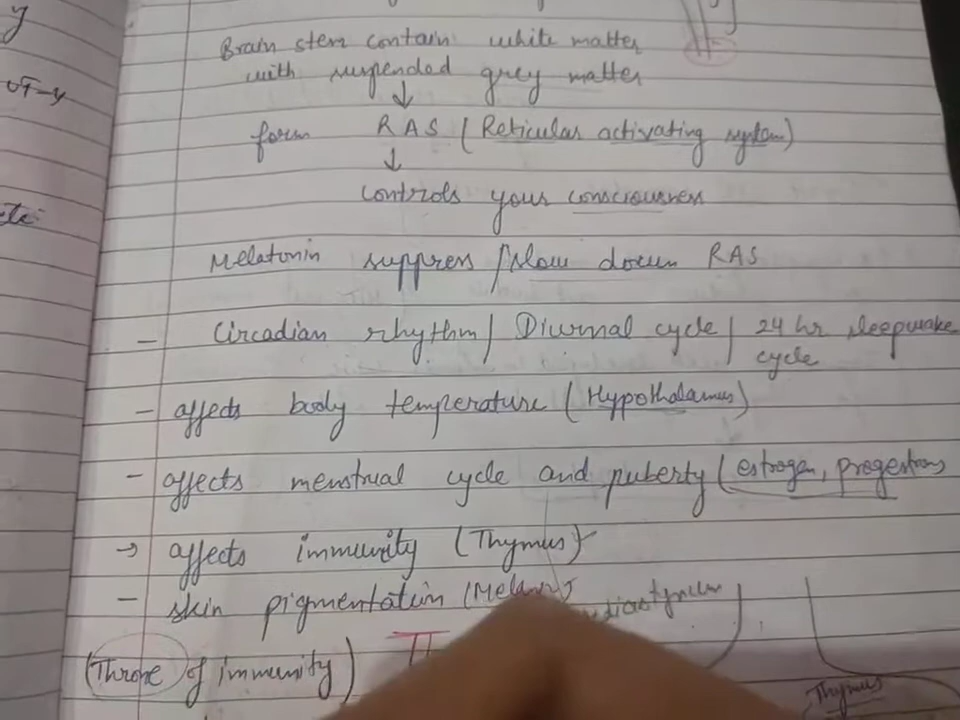 y
Brain stem contain white matter
with suspended grey matter
↓
form RAS (Reticular activating system)
↓
controls your consciousness
Melatonin suppress / slow down RAS
- Circadian rhythm / Diurnal cycle / 24 hr sleepwake
cycle
- affects body temperature (Hypothalamus)
- affects menstrual cycle and puberty (estrogen,
→ affects immunity (Thymus)
- skin pigmentation
(Throne of immunity)
Thymus